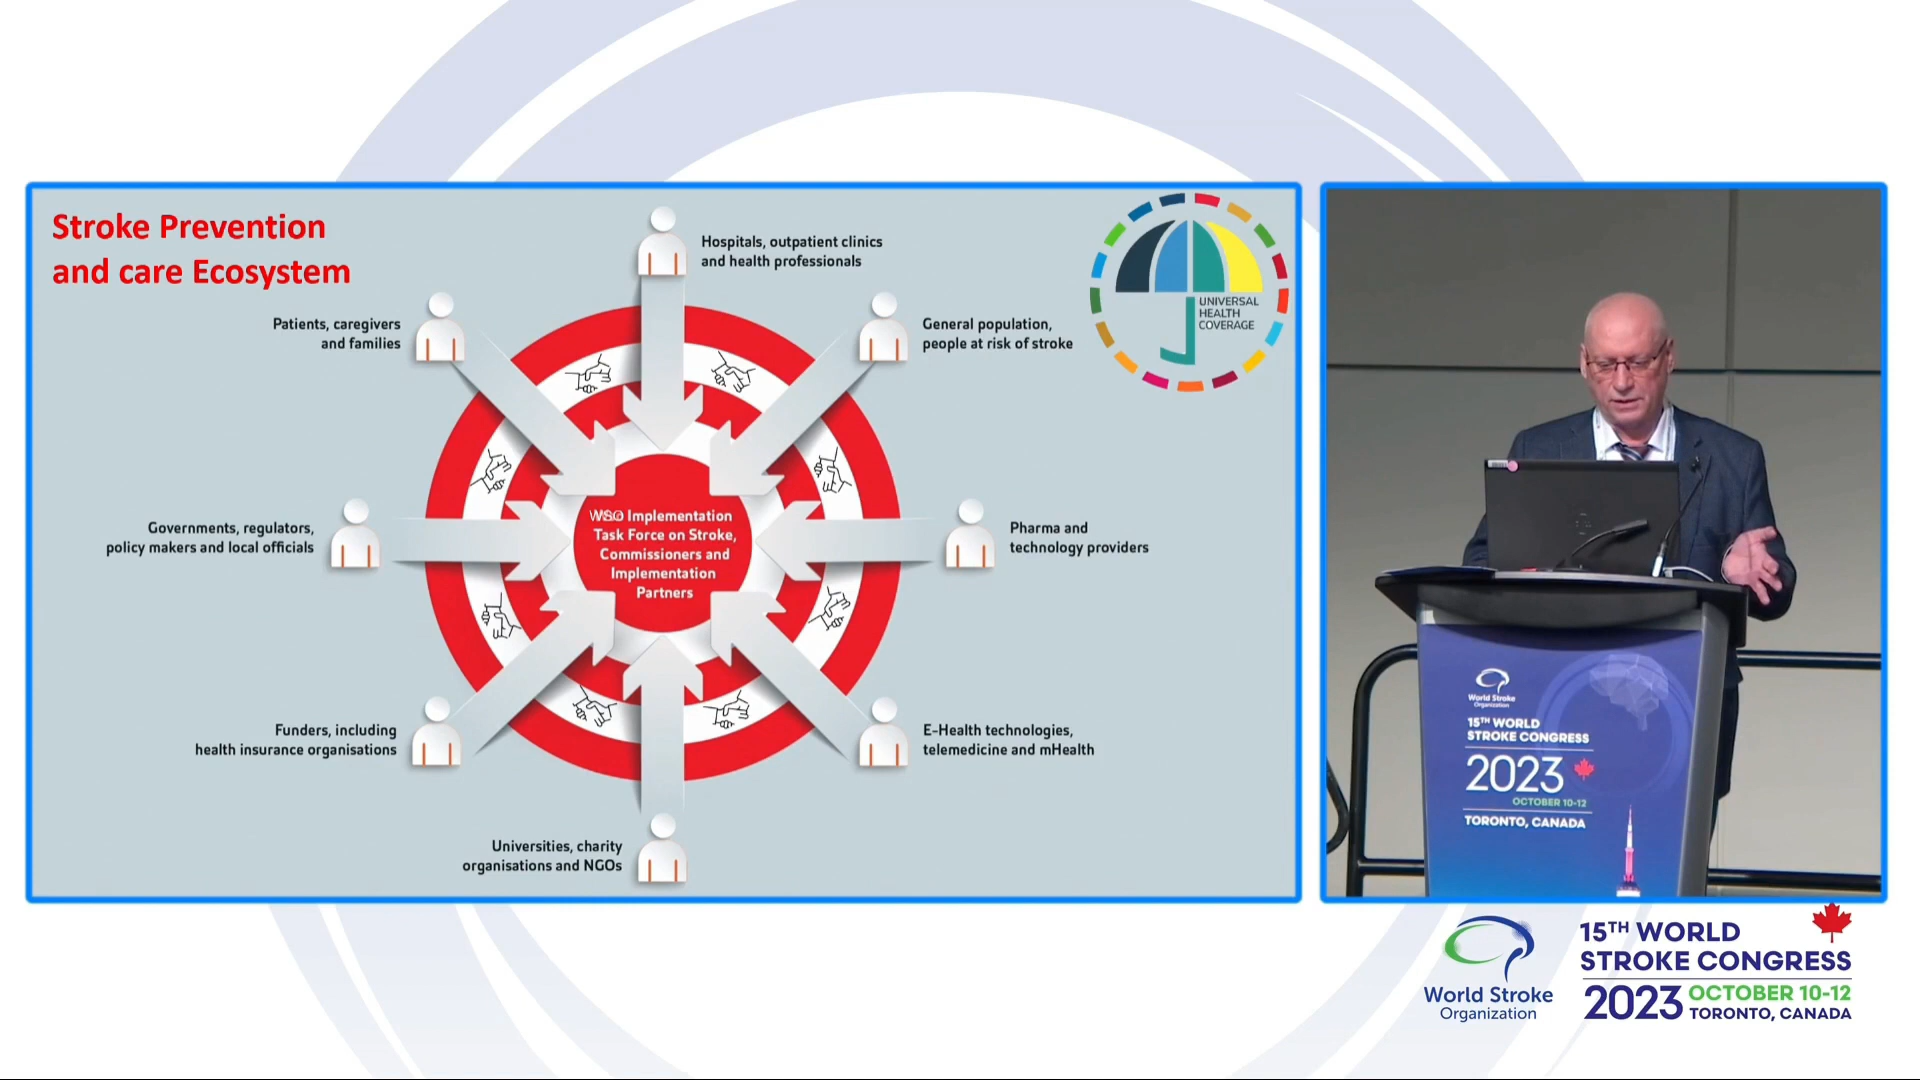 Stroke Prevention
and care Ecosystem
Hospitals, outpatient clinics
and health professionals
UNIVERSAL
HEALTH
COVERAGE
Patients, caregivers
and families
General population,
people at risk of stroke
Governments, regulators,
policy makers and local officials
WSO Implementation
Task Force on Stroke,
Commissioners and
Implementation
Partners
Pharma and
technology providers
Funders, including
health insurance organisations
E-Health technologies,
telemedicine and mHealth
Universities, charity
organisations and NGOs
World Stroke
Organization
15TH WORLD
STROKE CONGRESS
2023
OCTOBER 10-12
TORONTO, CANADA
World Stroke
Organization
15TH WORLD
STROKE CONGRESS
2023 OCTOBER 10-12
TORONTO, CANADA